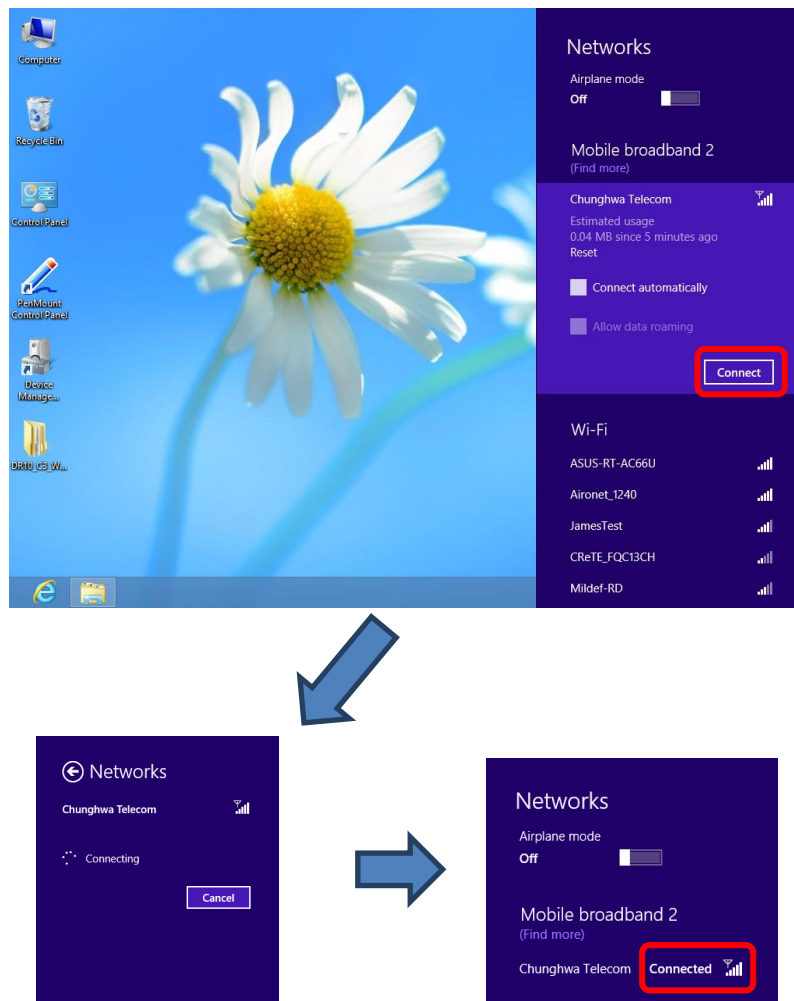 Computer
Recycle Bin
Control Panel
PenMount
Control Panel
Device
Manage...
DR10_C3_W...
Networks
Airplane mode
Off
Mobile broadband 2
(Find more)
Chunghwa Telecom
Estimated usage
0.04 MB since 5 minutes ago
Reset
Connect automatically
Allow data roaming
Connect
Wi-Fi
ASUS-RT-AC66U
Aironet_1240
JamesTest
CReTE_FQC13CH
Mildef-RD
Networks
Chunghwa Telecom
Connecting
Cancel
Networks
Airplane mode
Off
Mobile broadband 2
(Find more)
Chunghwa Telecom Connected